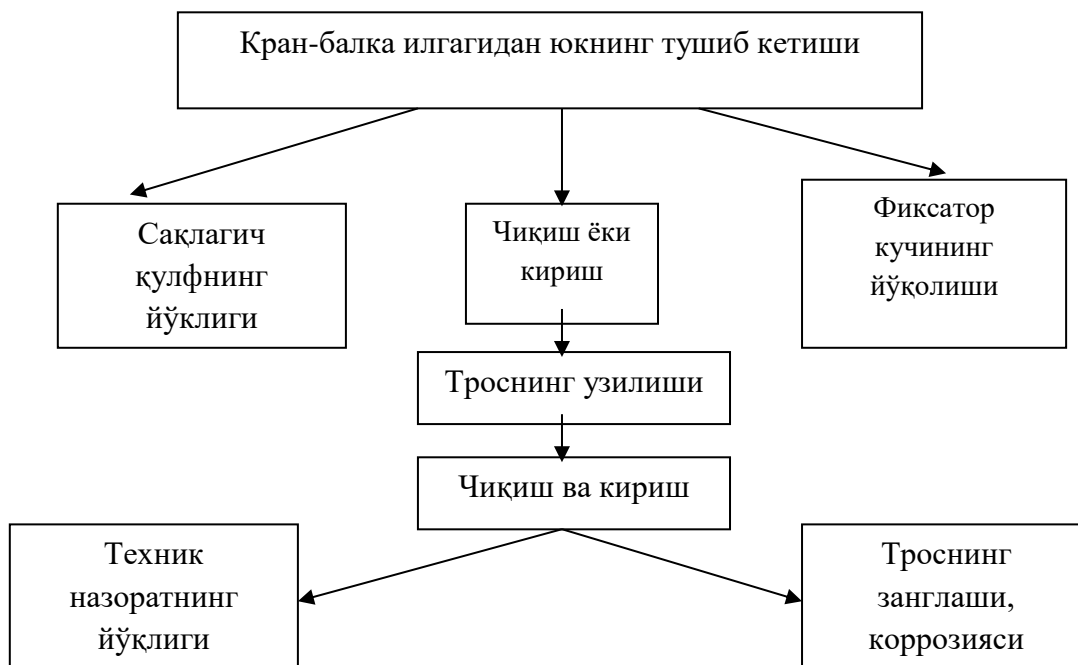 Кран-балка илгагидан юкнинг тушиб кетиши
Сақлагич
қулфнинг
йўклиги
Чиқиш ёки
кириш
Фиксатор
кучининг
йўқолиши
Троснинг узилиши
Чиқиш ва кириш
Техник
назоратнинг
йўқлиги
Троснинг
занглаши,
коррозияси